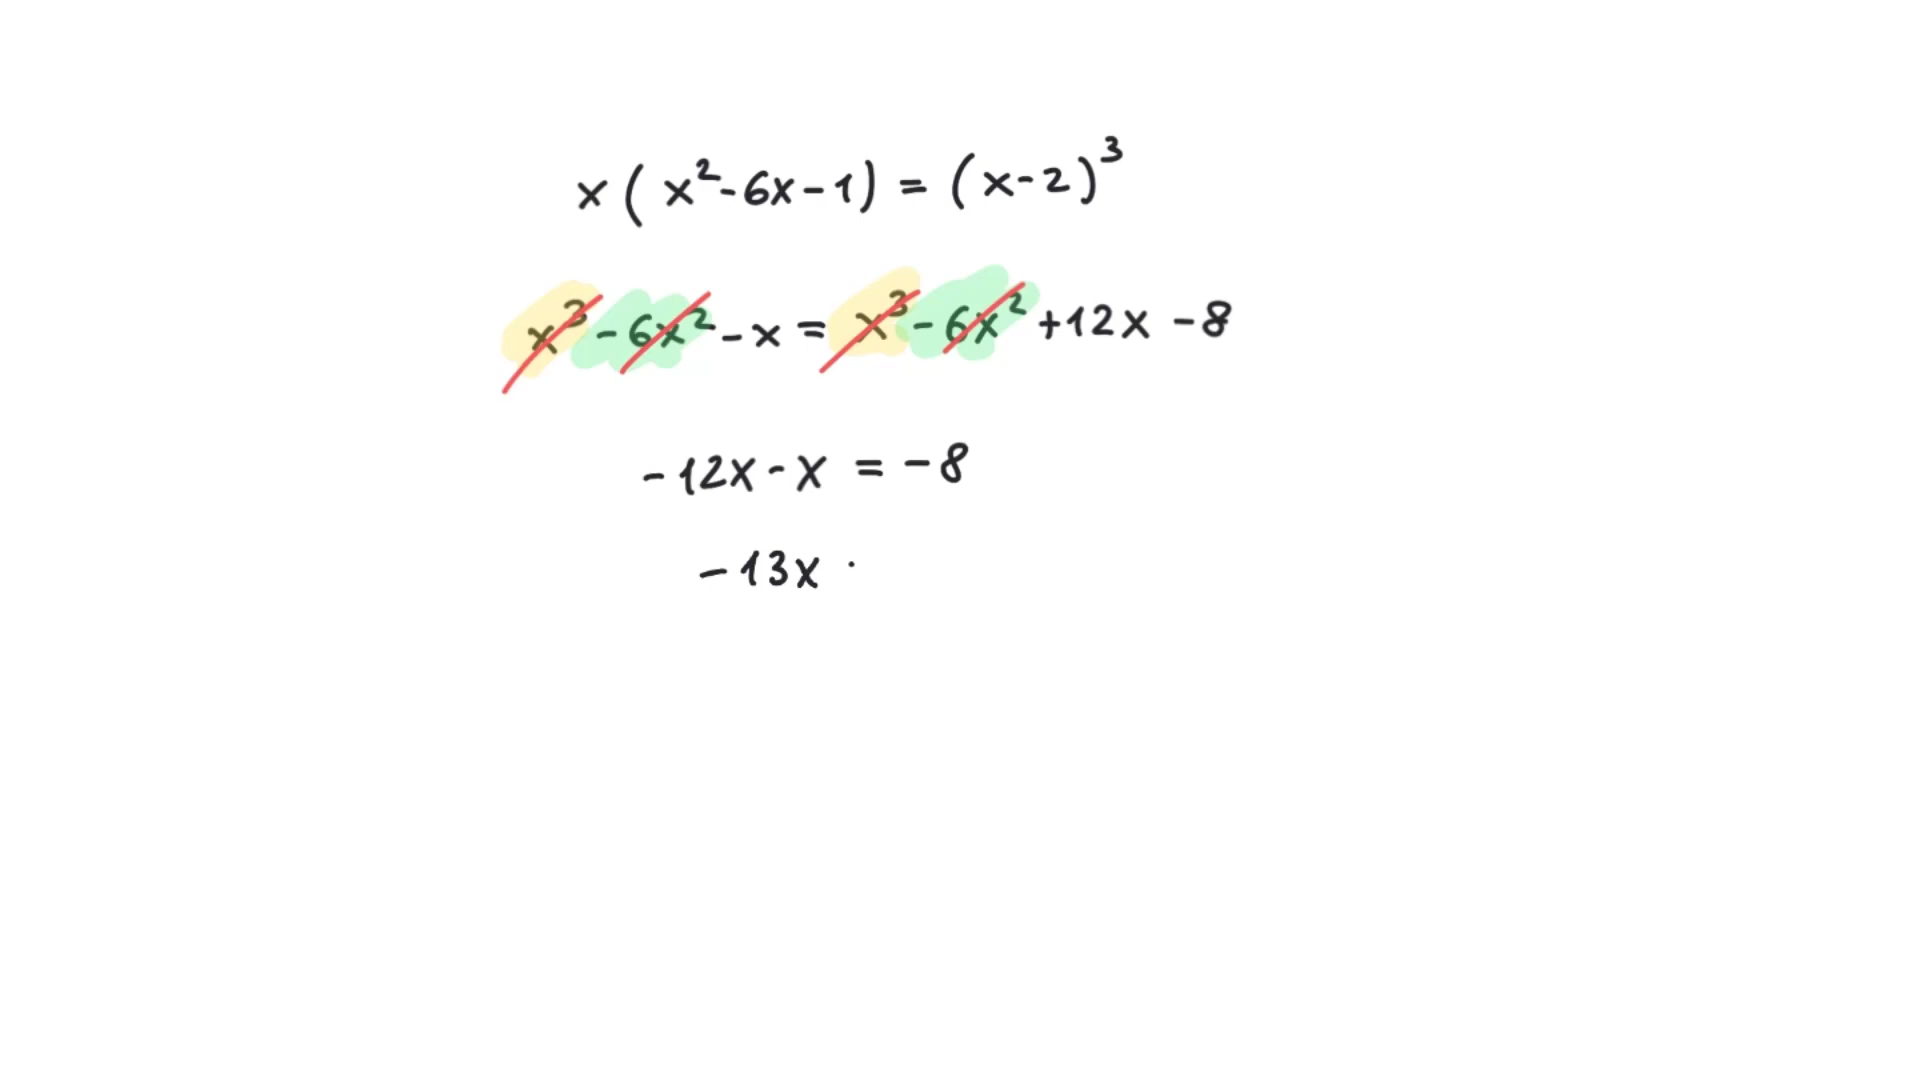 x(x²-6x-1) = (x-2)³
x³-6x²-x = x³-6x²+12x-8
-12x-x = -8
-13x ·